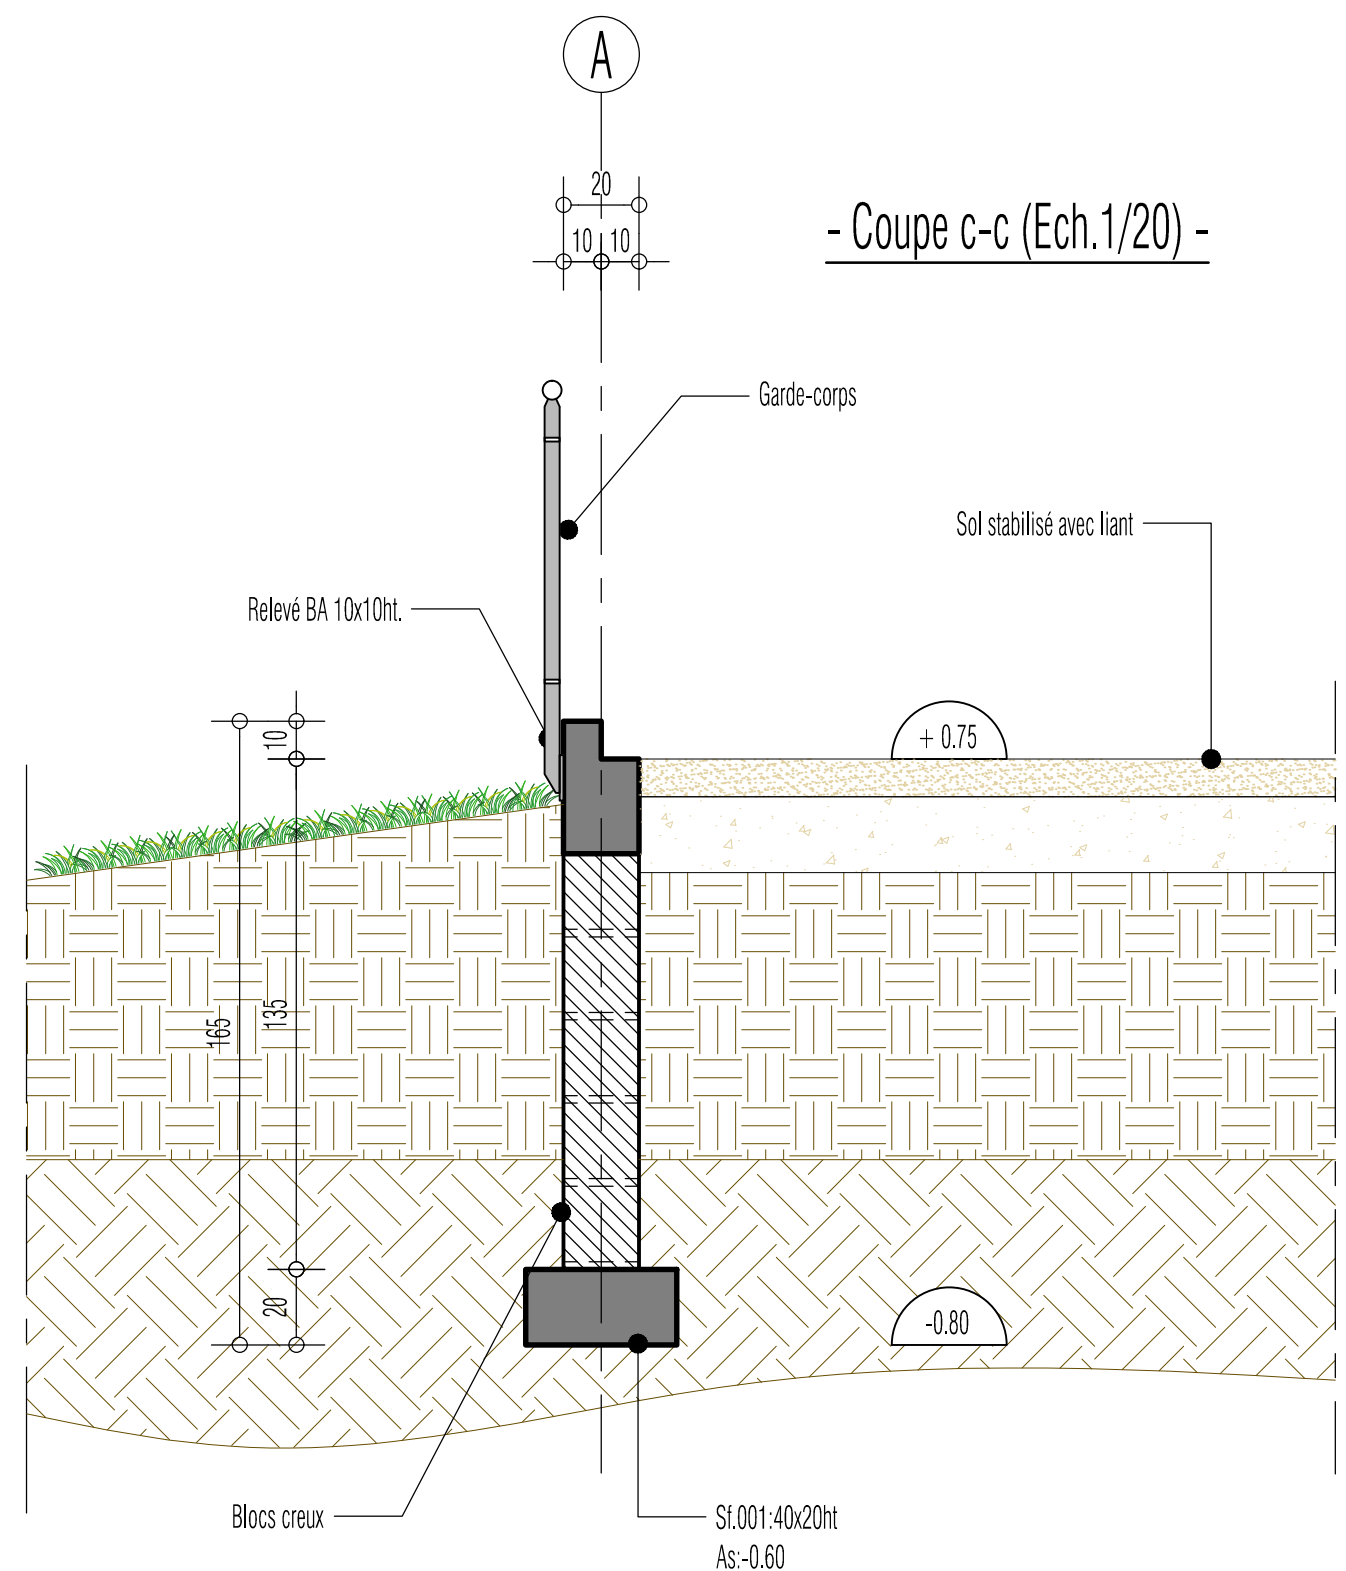 A
20
10 10
- Coupe c-c (Ech.1/20) -
Garde-corps
Sol stabilisé avec liant
Relevé BA 10x10ht.
10
+ 0.75
165
135
20
-0.80
Blocs creux
Sf.001:40x20ht
As:-0.60